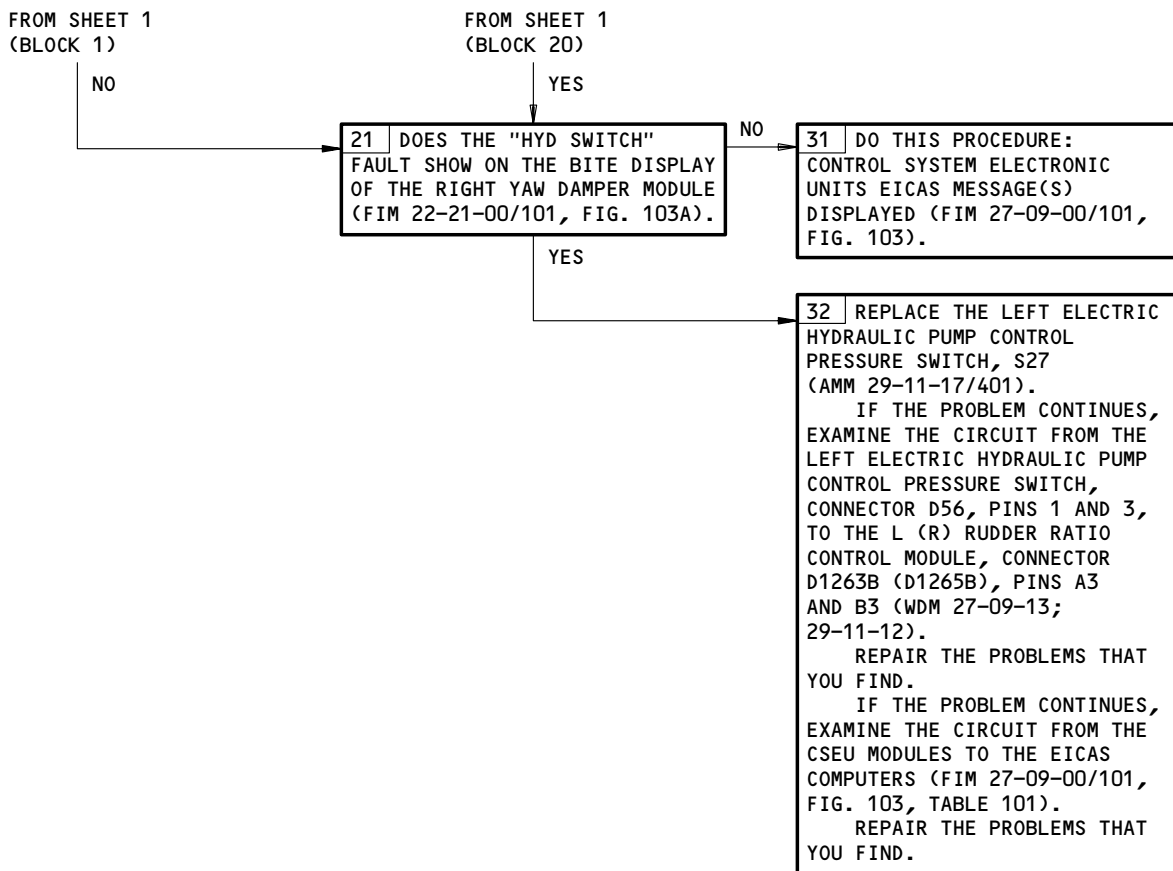 FROM SHEET 1
(BLOCK 1)
NO
FROM SHEET 1
(BLOCK 20)
YES
21 DOES THE "HYD SWITCH"
FAULT SHOW ON THE BITE DISPLAY
OF THE RIGHT YAW DAMPER MODULE
(FIM 22-21-00/101, FIG. 103A).
NO
31 DO THIS PROCEDURE:
CONTROL SYSTEM ELECTRONIC
UNITS EICAS MESSAGE(S)
DISPLAYED (FIM 27-09-00/101,
FIG. 103).
YES
32 REPLACE THE LEFT ELECTRIC
HYDRAULIC PUMP CONTROL
PRESSURE SWITCH, S27
(AMM 29-11-17/401).
IF THE PROBLEM CONTINUES,
EXAMINE THE CIRCUIT FROM THE
LEFT ELECTRIC HYDRAULIC PUMP
CONTROL PRESSURE SWITCH,
CONNECTOR D56, PINS 1 AND 3,
TO THE L (R) RUDDER RATIO
CONTROL MODULE, CONNECTOR
D1263B (D1265B), PINS A3
AND B3 (WDM 27-09-13;
29-11-12).
REPAIR THE PROBLEMS THAT
YOU FIND.
IF THE PROBLEM CONTINUES,
EXAMINE THE CIRCUIT FROM THE
CSEU MODULES TO THE EICAS
COMPUTERS (FIM 27-09-00/101,
FIG. 103, TABLE 101).
REPAIR THE PROBLEMS THAT
YOU FIND.